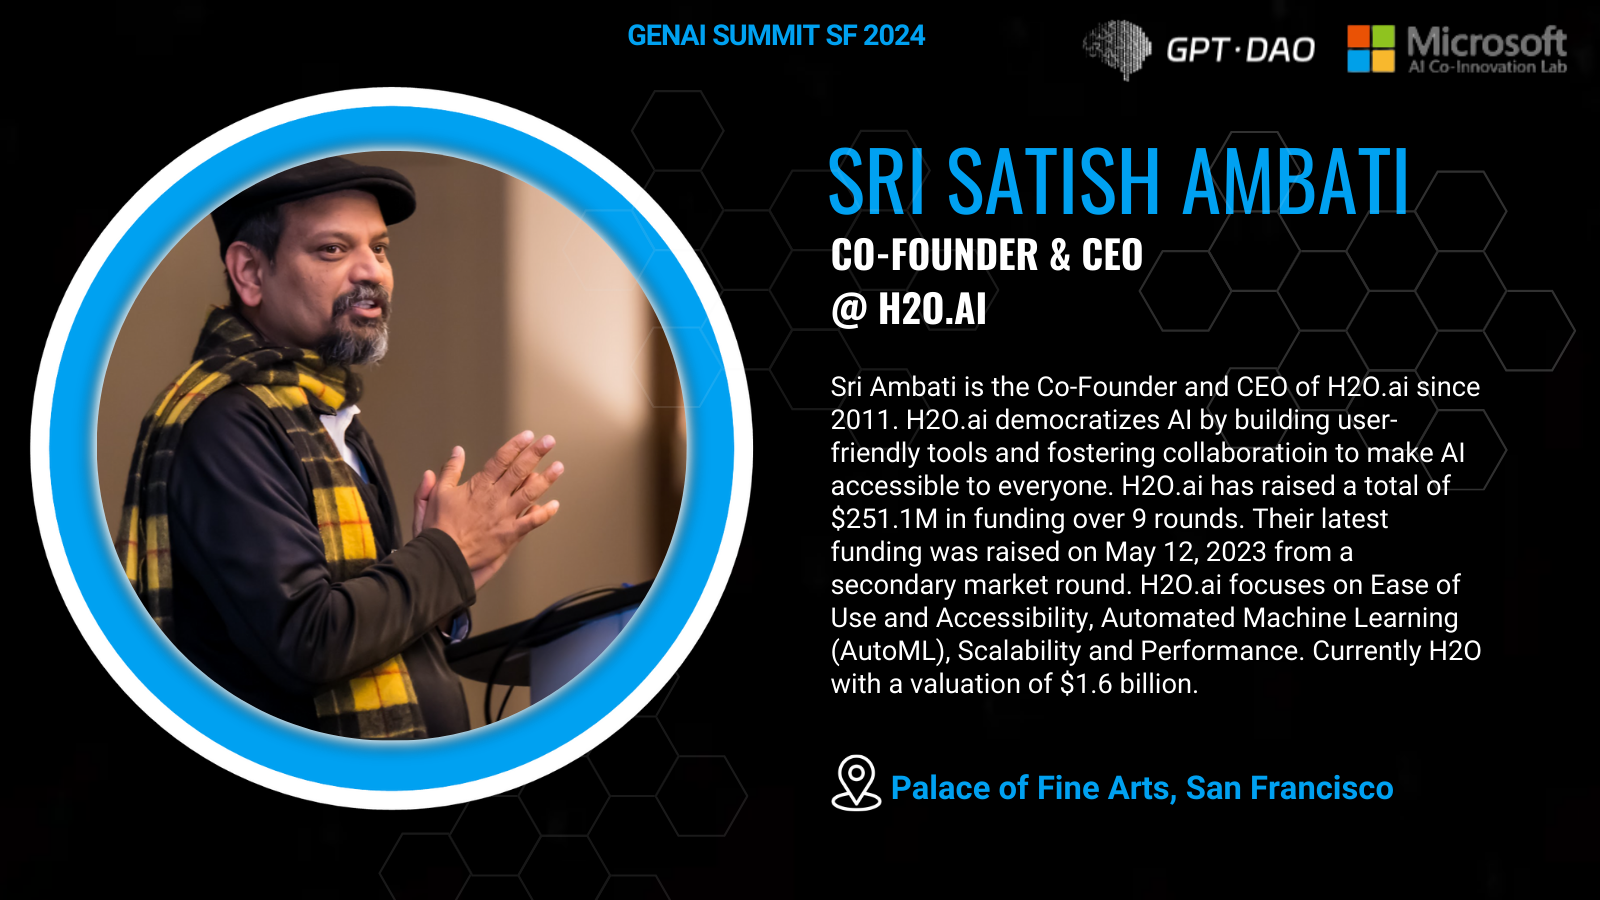 GENAI SUMMIT SF 2024
GPT·DAO
Microsoft
AI Co-Innovation Lab
SRI SATISH AMBATI
CO-FOUNDER & CEO
@ H2O.AI
Sri Ambati is the Co-Founder and CEO of H2O.ai since
2011. H2O.ai democratizes AI by building user-
friendly tools and fostering collaboratioin to make AI
accessible to everyone. H2O.ai has raised a total of
$251.1M in funding over 9 rounds. Their latest
funding was raised on May 12, 2023 from a
secondary market round. H2O.ai focuses on Ease of
Use and Accessibility, Automated Machine Learning
(AutoML), Scalability and Performance. Currently H2O
with a valuation of $1.6 billion.
Palace of Fine Arts, San Francisco